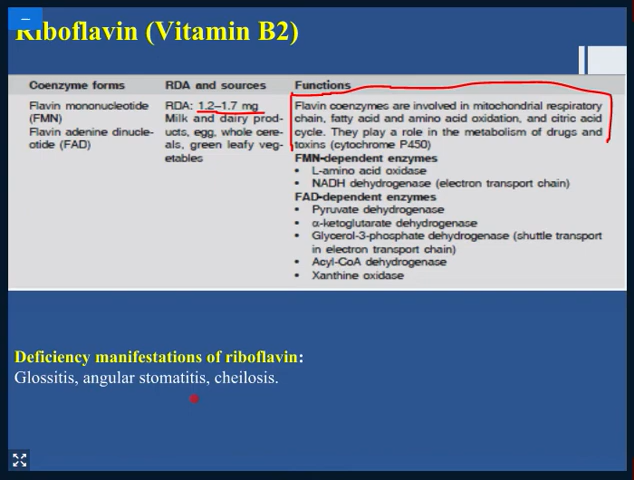 Riboflavin (Vitamin B2)
Coenzyme forms RDA and sources Functions
Flavin mononucleotide
(FMN)
Flavin adenine dinucle-
otide (FAD)
RDA: 1.2–1.7 mg
Milk and dairy prod-
ucts, egg, whole cere-
als, green leafy veg-
etables
Flavin coenzymes are involved in mitochondrial respiratory
chain, fatty acid and amino acid oxidation, and citric acid
cycle. They play a role in the metabolism of drugs and
toxins (cytochrome P450)
FMN-dependent enzymes
• L-amino acid oxidase
• NADH dehydrogenase (electron transport chain)
FAD-dependent enzymes
• Pyruvate dehydrogenase
• α-ketoglutarate dehydrogenase
• Glycerol-3-phosphate dehydrogenase (shuttle transport
in electron transport chain)
• Acyl-CoA dehydrogenase
• Xanthine oxidase
Deficiency manifestations of riboflavin:
Glossitis, angular stomatitis, cheilosis.